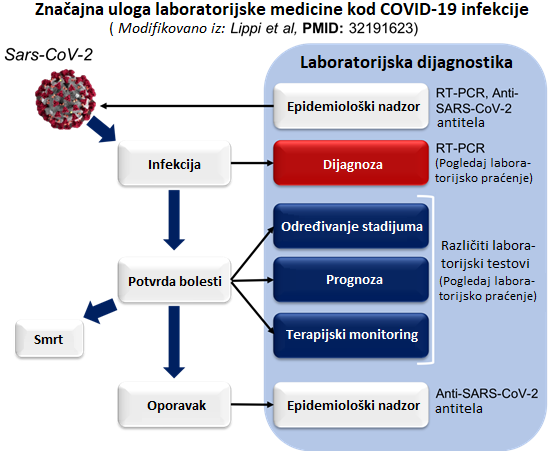 Značajna uloga laboratorijske medicine kod COVID-19 infekcije
( Modifikovano iz: Lippi et al, PMID: 32191623)
Sars-CoV-2
Laboratorijska dijagnostika
Epidemiološki nadzor
RT-PCR, Anti-
SARS-CoV-2
antitela
Infekcija
Dijagnoza
RT-PCR
(Pogledaj labora-
torijsko praćenje)
Određivanje stadijuma
Potvrda bolesti
Prognoza
Različiti labora-
torijski testovi
(Pogledaj labora-
torijsko praćenje)
Terapijski monitoring
Smrt
Oporavak
Epidemiološki nadzor
Anti-SARS-CoV-2
antitela